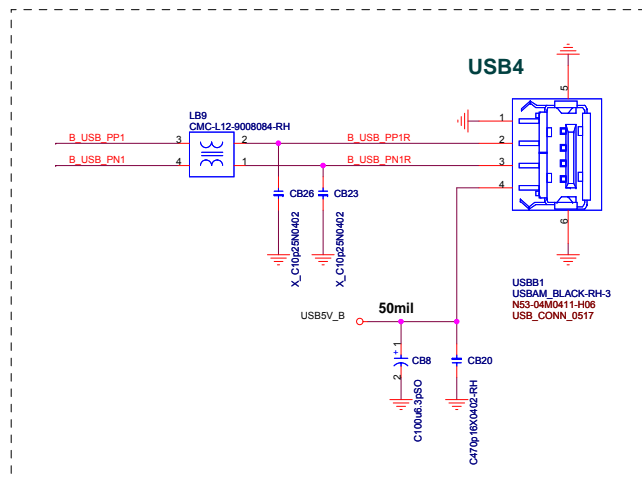 USB4
5
LB9
CMC-L12-9008084-RH
1
B_USB_PP1
3
2
B_USB_PP1R
2
B_USB_PN1
4
1
B_USB_PN1R
3
4
CB26
CB23
X_C10p25N0402
X_C10p25N0402
6
USBB1
USBAM_BLACK-RH-3
N53-04M0411-H06
USB_CONN_0517
50mil
USB5V_B
1
+
CB8
2
CB20
C100u6.3pSO
C470p16X0402-RH